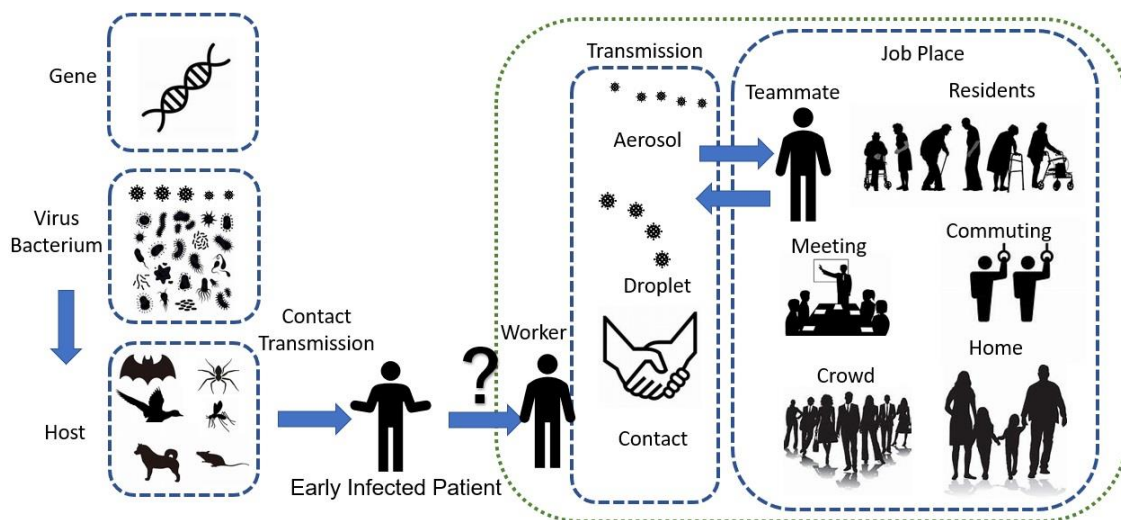 Gene
Virus
Bacterium
Host
Contact
Transmission
Early Infected Patient
?
Worker
Transmission
Aerosol
Droplet
Contact
Job Place
Teammate
Residents
Meeting
Commuting
Crowd
Home